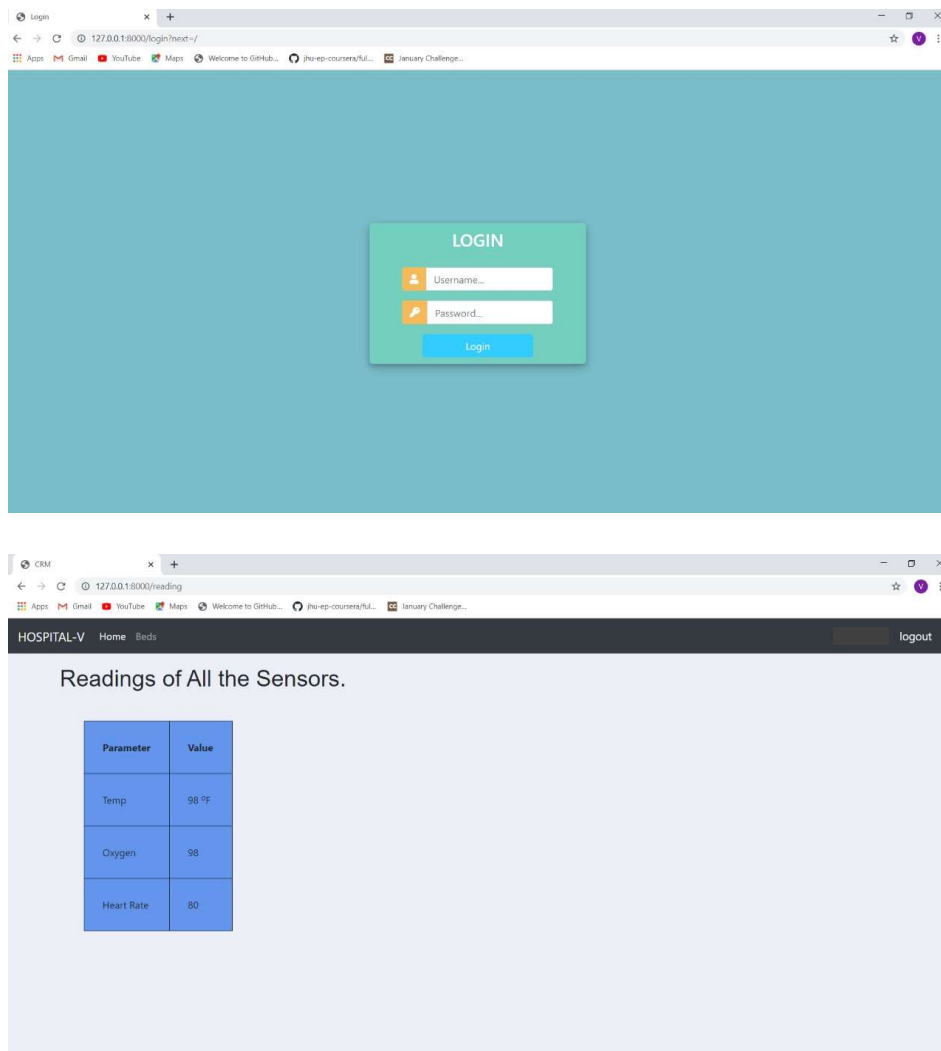 Login
127.0.0.1:8000/login?next=/
Apps Gmail YouTube Maps Welcome to GitHub... jhu-ep-coursera/ful... January Challenge...
V
LOGIN
Username...
Password...
Login
CRM
127.0.0.1:8000/reading
V
Apps Gmail YouTube Maps Welcome to GitHub... jhu-ep-coursera/ful... January Challenge...
HOSPITAL-V Home Beds logout
Readings of All the Sensors.
Parameter Value
Temp 98 ºF
Oxygen 98
Heart Rate 80